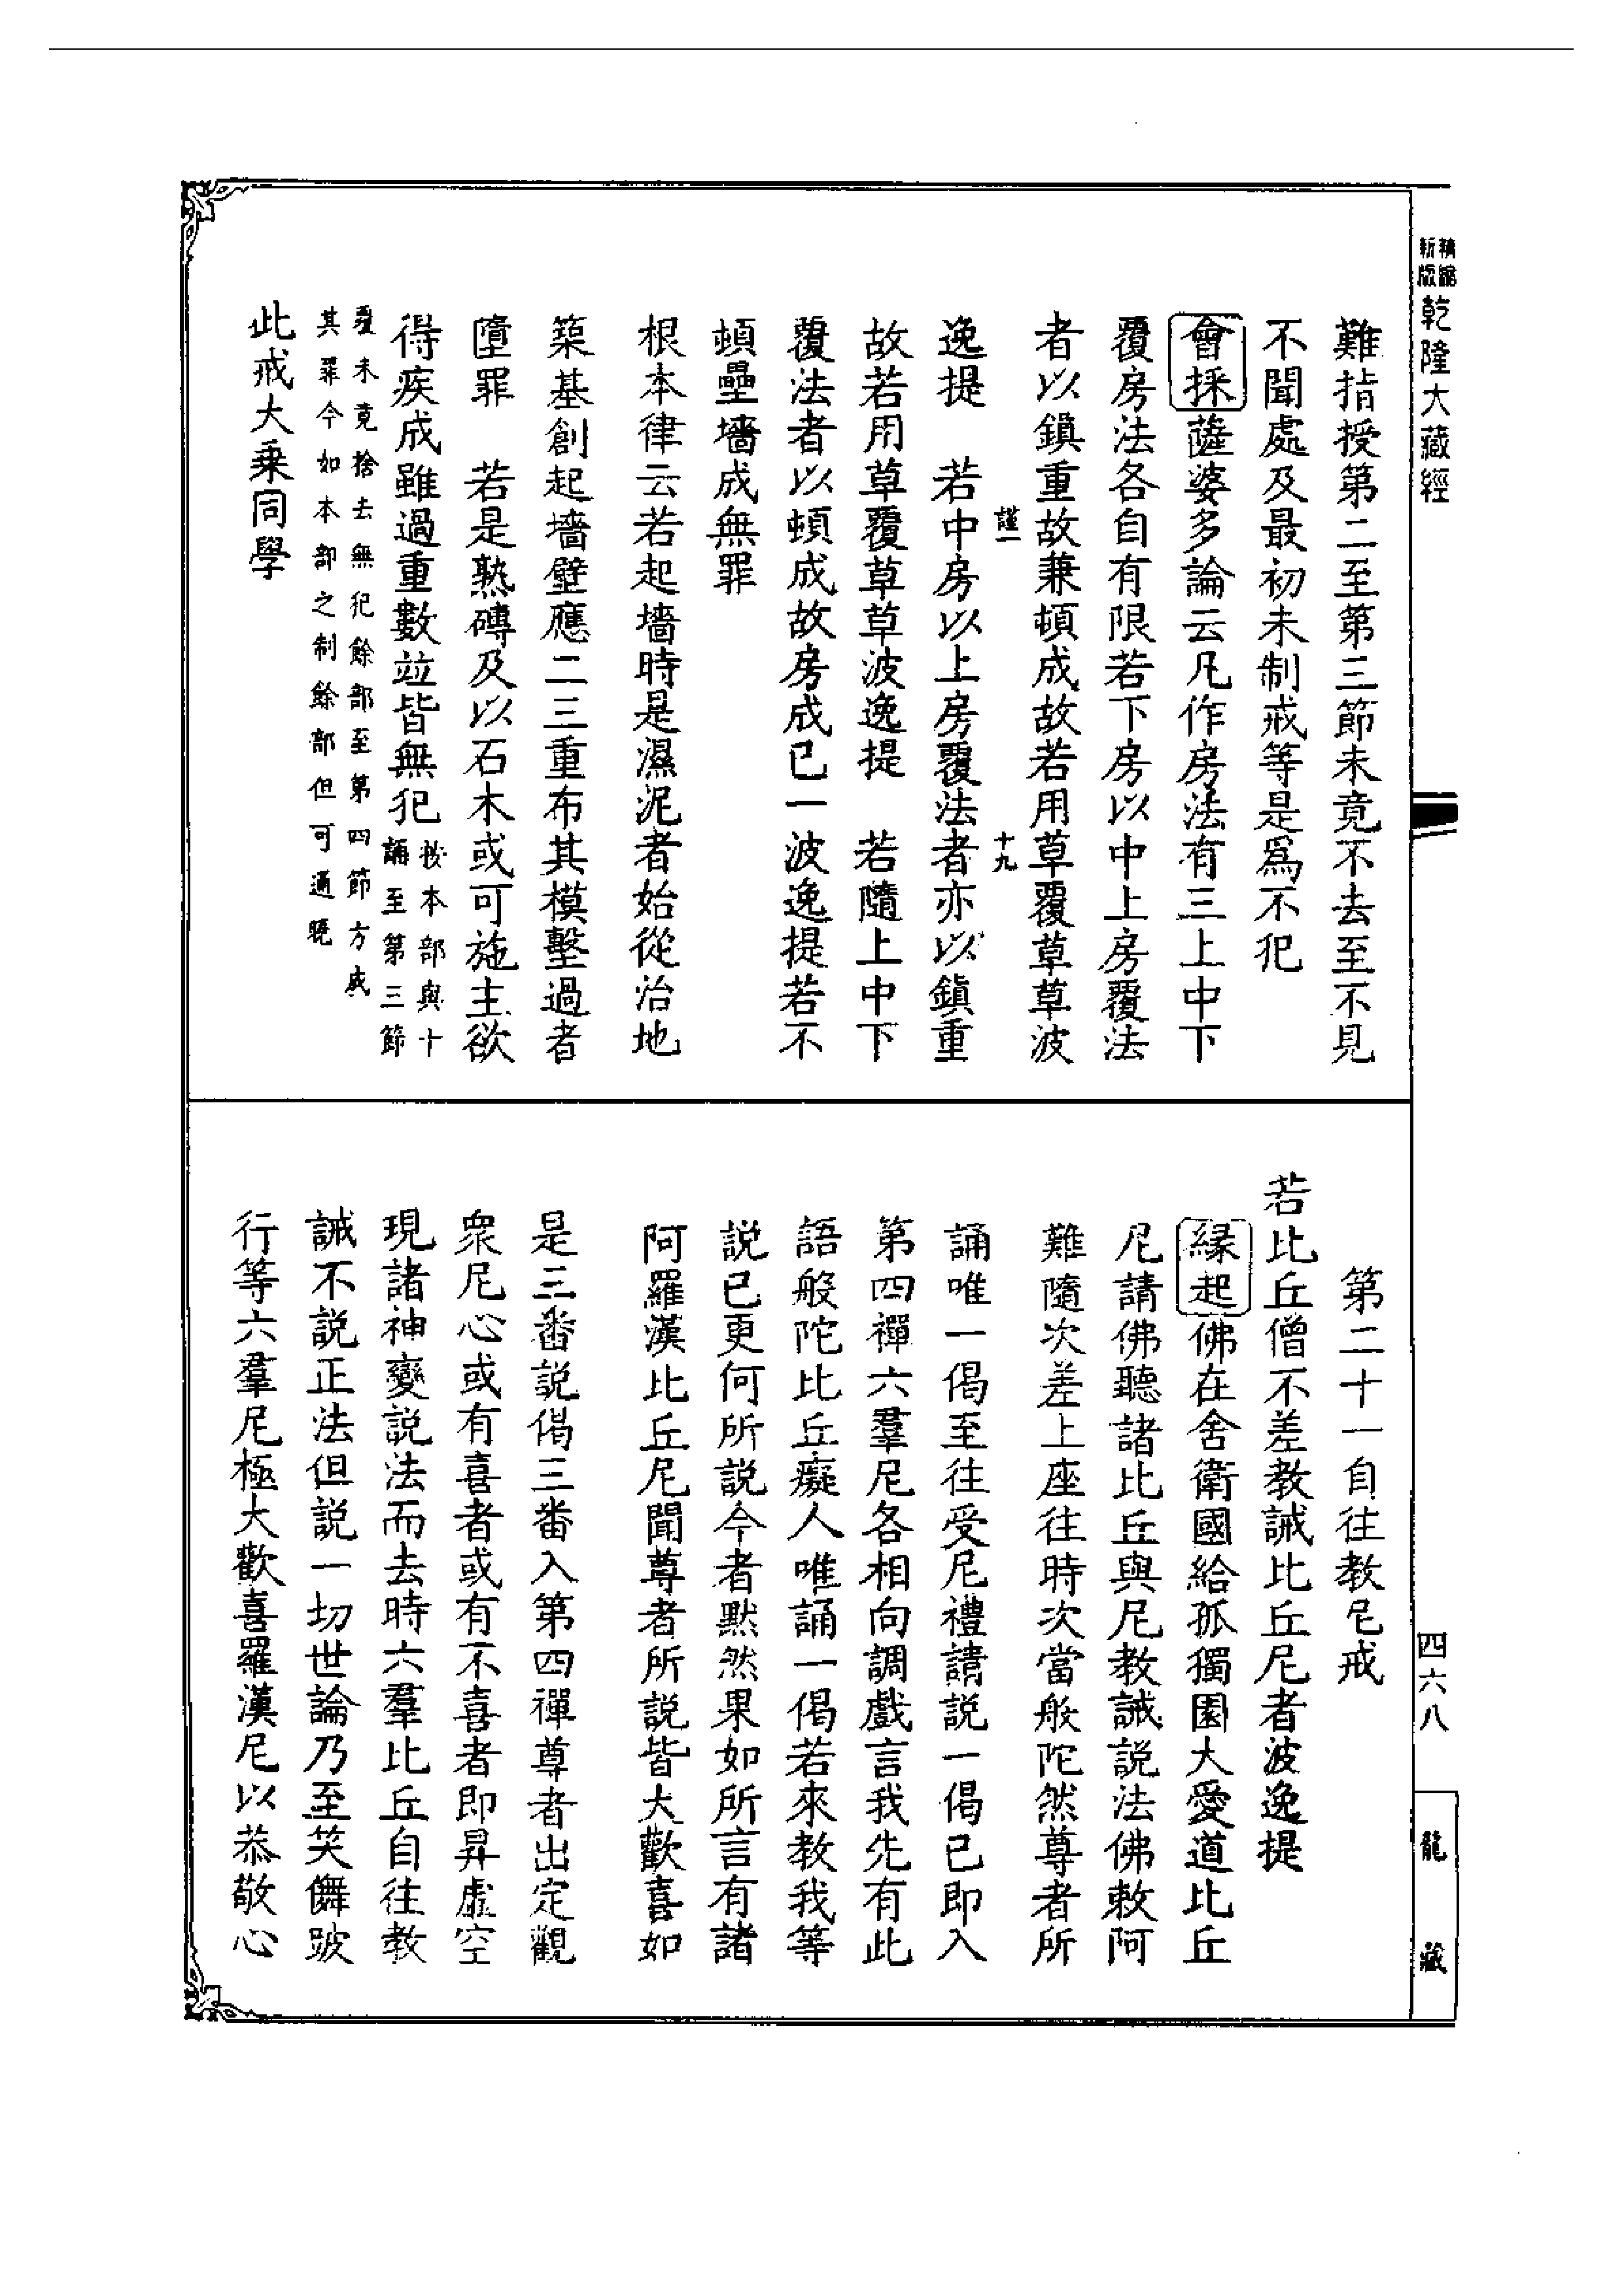 新版
精縮
乾隆大藏經
四六八
龍藏
難指授第二至第三節未竟不去至不見
不聞處及最初未制戒等是爲不犯
會採薩婆多論云凡作房法有三上中下
覆房法各自有限若下房以中上房覆法
者以鎮重故兼頓成故若用草覆草草波
謹一
十九
逸提 若中房以上房覆法者亦以鎮重
故若用草覆草草波逸提 若隨上中下
覆法者以頓成故房成已一波逸提若不
頓壘墻成無罪
根本律云若起墻時是濕泥者始從治地
築基創起墻壁應二三重布其模墼過者
墮罪 若是熟磚及以石木或可施主欲
得疾成雖過重數竝皆無犯
按本部與十
誦至第三節
覆未竟捨去無犯餘部至第四節方成
其罪今如本部之制餘部但可通曉
此戒大乗同學
第二十一自往教尼戒
若比丘僧不差教誡比丘尼者波逸提
緣起佛在舍衛國給孤獨園大愛道比丘
尼請佛聽諸比丘與尼教誡説法佛敕阿
難隨次差上座往時次當般陀然尊者所
誦唯一偈至往受尼禮請説一偈已即入
第四禪六羣尼各相向調戲言我先有此
語般陀比丘癡人唯誦一偈若來教我等
説已更何所説今者黙然果如所言有諸
阿羅漢比丘尼聞尊者所説皆大歡喜如
是三番説偈三番入第四禪尊者出定觀
衆尼心或有喜者或有不喜者即昇虛空
現諸神變説法而去時六羣比丘自往教
誡不説正法但説一切世論乃至笑儛跛
行等六羣尼極大歡喜羅漢尼以恭敬心